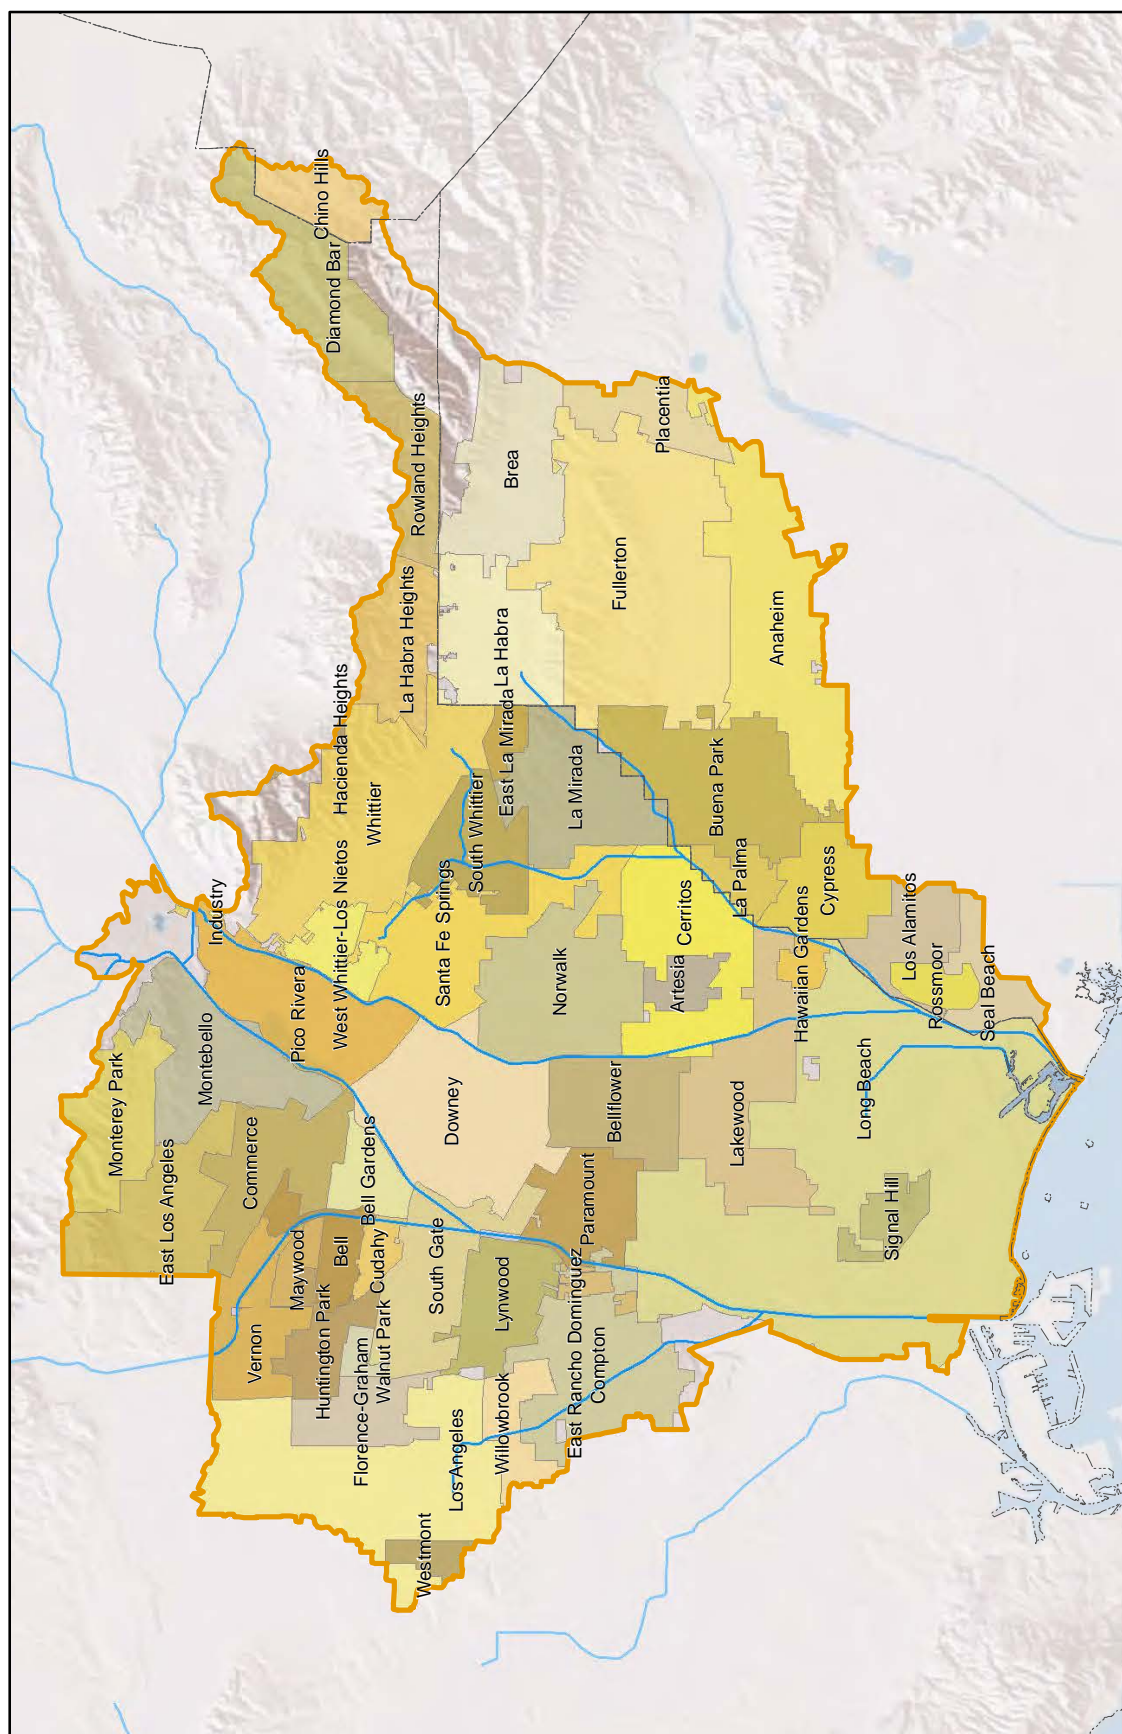 Chino Hills
Diamond Bar
Rowland Heights
Placentia
Brea
Fullerton
Anaheim
La Habra Heights
La Habra
Hacienda Heights
Whittier
East La Mirada
La Mirada
South Whittier
Buena Park
La Palma
Cypress
Industry
West Whittier-Los Nietos
Santa Fe Springs
Cerritos
Norwalk
Artesia
Hawaiian Gardens
Los Alamitos
Rossmoor
Seal Beach
Pico Rivera
Montebello
Monterey Park
Downey
Bellflower
Lakewood
Long Beach
East Los Angeles
Commerce
Bell Gardens
Paramount
Signal Hill
Maywood
Bell
Cudahy
South Gate
Lynwood
Vernon
Huntington Park
Walnut Park
East Rancho Dominguez
Compton
Florence-Graham
Willowbrook
Los Angeles
Westmont